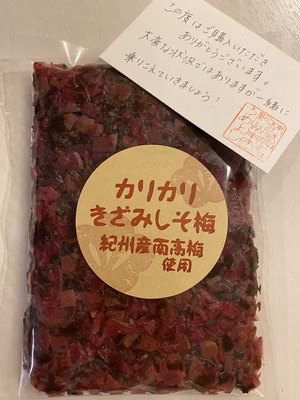 この度はご購入いただき
ありがとうございます。
大変な状況ではありますが
一緒に
乗りこえていきましょう！
カリカリ
きざみしそ梅
紀州産南高梅
使用